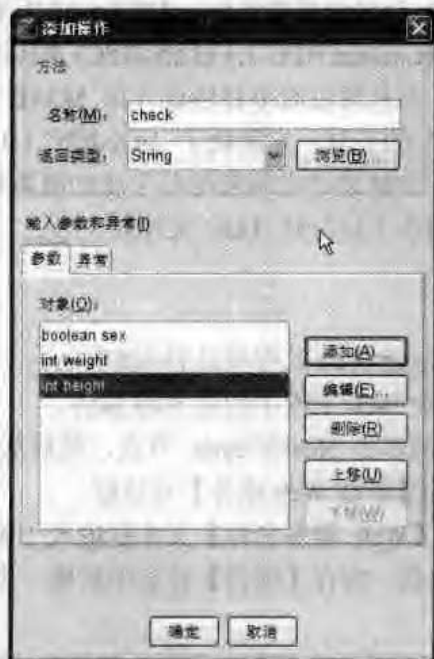 添加操作
方法
名称(M): check
返回类型: String 浏览(B)...
输入参数和异常(I)
参数 异常
对象(O):
boolean sex
int weight
int height
添加(A)...
编辑(E)...
删除(R)
上移(U)
下移(W)
确定 取消